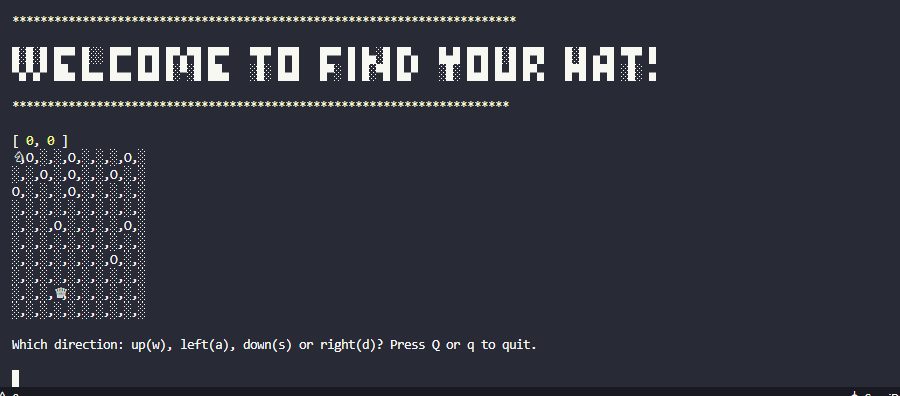 ************************************************************************
WELCOME TO FIND YOUR HAT!
***********************************************************************
[ 0, 0 ]
♘,O,░,░,O,░,░,░,O,░
░,░,O,░,O,░,░,O,░,░
O,░,░,░,O,░,░,░,░,░
░,░,░,░,░,░,░,░,░,░
░,░,░,O,░,░,░,░,O,░
░,░,░,░,░,░,░,░,░,░
░,░,░,░,░,░,░,O,░,░
░,░,░,░,░,░,░,░,░,░
░,░,░,♛,░,░,░,░,░,░
░,░,░,░,░,░,░,░,░,░
Which direction: up(w), left(a), down(s) or right(d)? Press Q or q to quit.